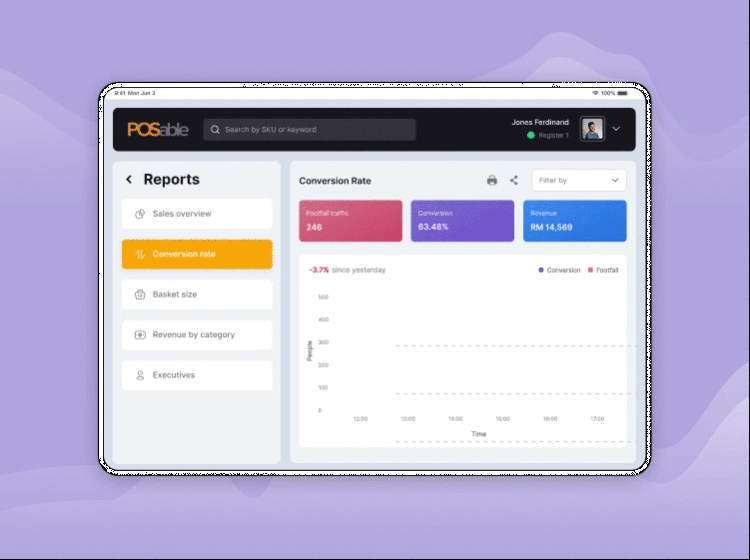 9:41 Mon Jun 3
100%
POSable
Search by SKU or keyword
Jones Ferdinand
Register 1
Reports
Sales overview
Conversion rate
Basket size
Revenue by category
Executives
Conversion Rate
Filter by
Footfall traffic
246
Conversion
63.48%
Revenue
RM 14,569
-3.7% since yesterday
Conversion
Footfall
500
400
300
200
100
0
People
12:00
13:00
14:00
15:00
16:00
17:00
Time